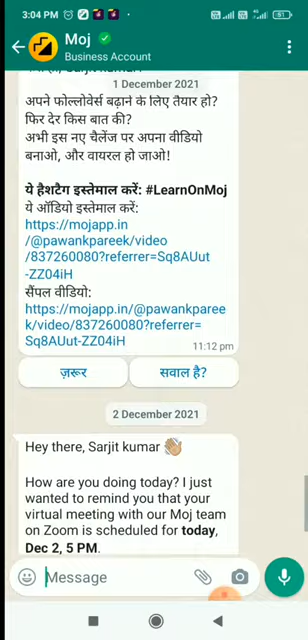 3:04 PM
61
Moj
Business Account
1 December 2021
अपने फोल्लोवेर्स बढ़ाने के लिए तैयार हो?
फिर देर किस बात की?
अभी इस नए चैलेंज पर अपना वीडियो
बनाओ, और वायरल हो जाओ!
ये हैशटैग इस्तेमाल करें: #LearnOnMoj
ये ऑडियो इस्तेमाल करें:
https://mojapp.in
/@pawankpareek/video
/837260080?referrer=Sq8AUut
-ZZ04iH
सैंपल वीडियो:
https://mojapp.in/@pawankparee
k/video/837260080?referrer=
Sq8AUut-ZZ04iH
11:12 pm
ज़रूर
सवाल है?
2 December 2021
Hey there, Sarjit kumar 👋🏼
How are you doing today? I just
wanted to remind you that your
virtual meeting with our Moj team
on Zoom is scheduled for today,
Dec 2, 5 PM.
Message